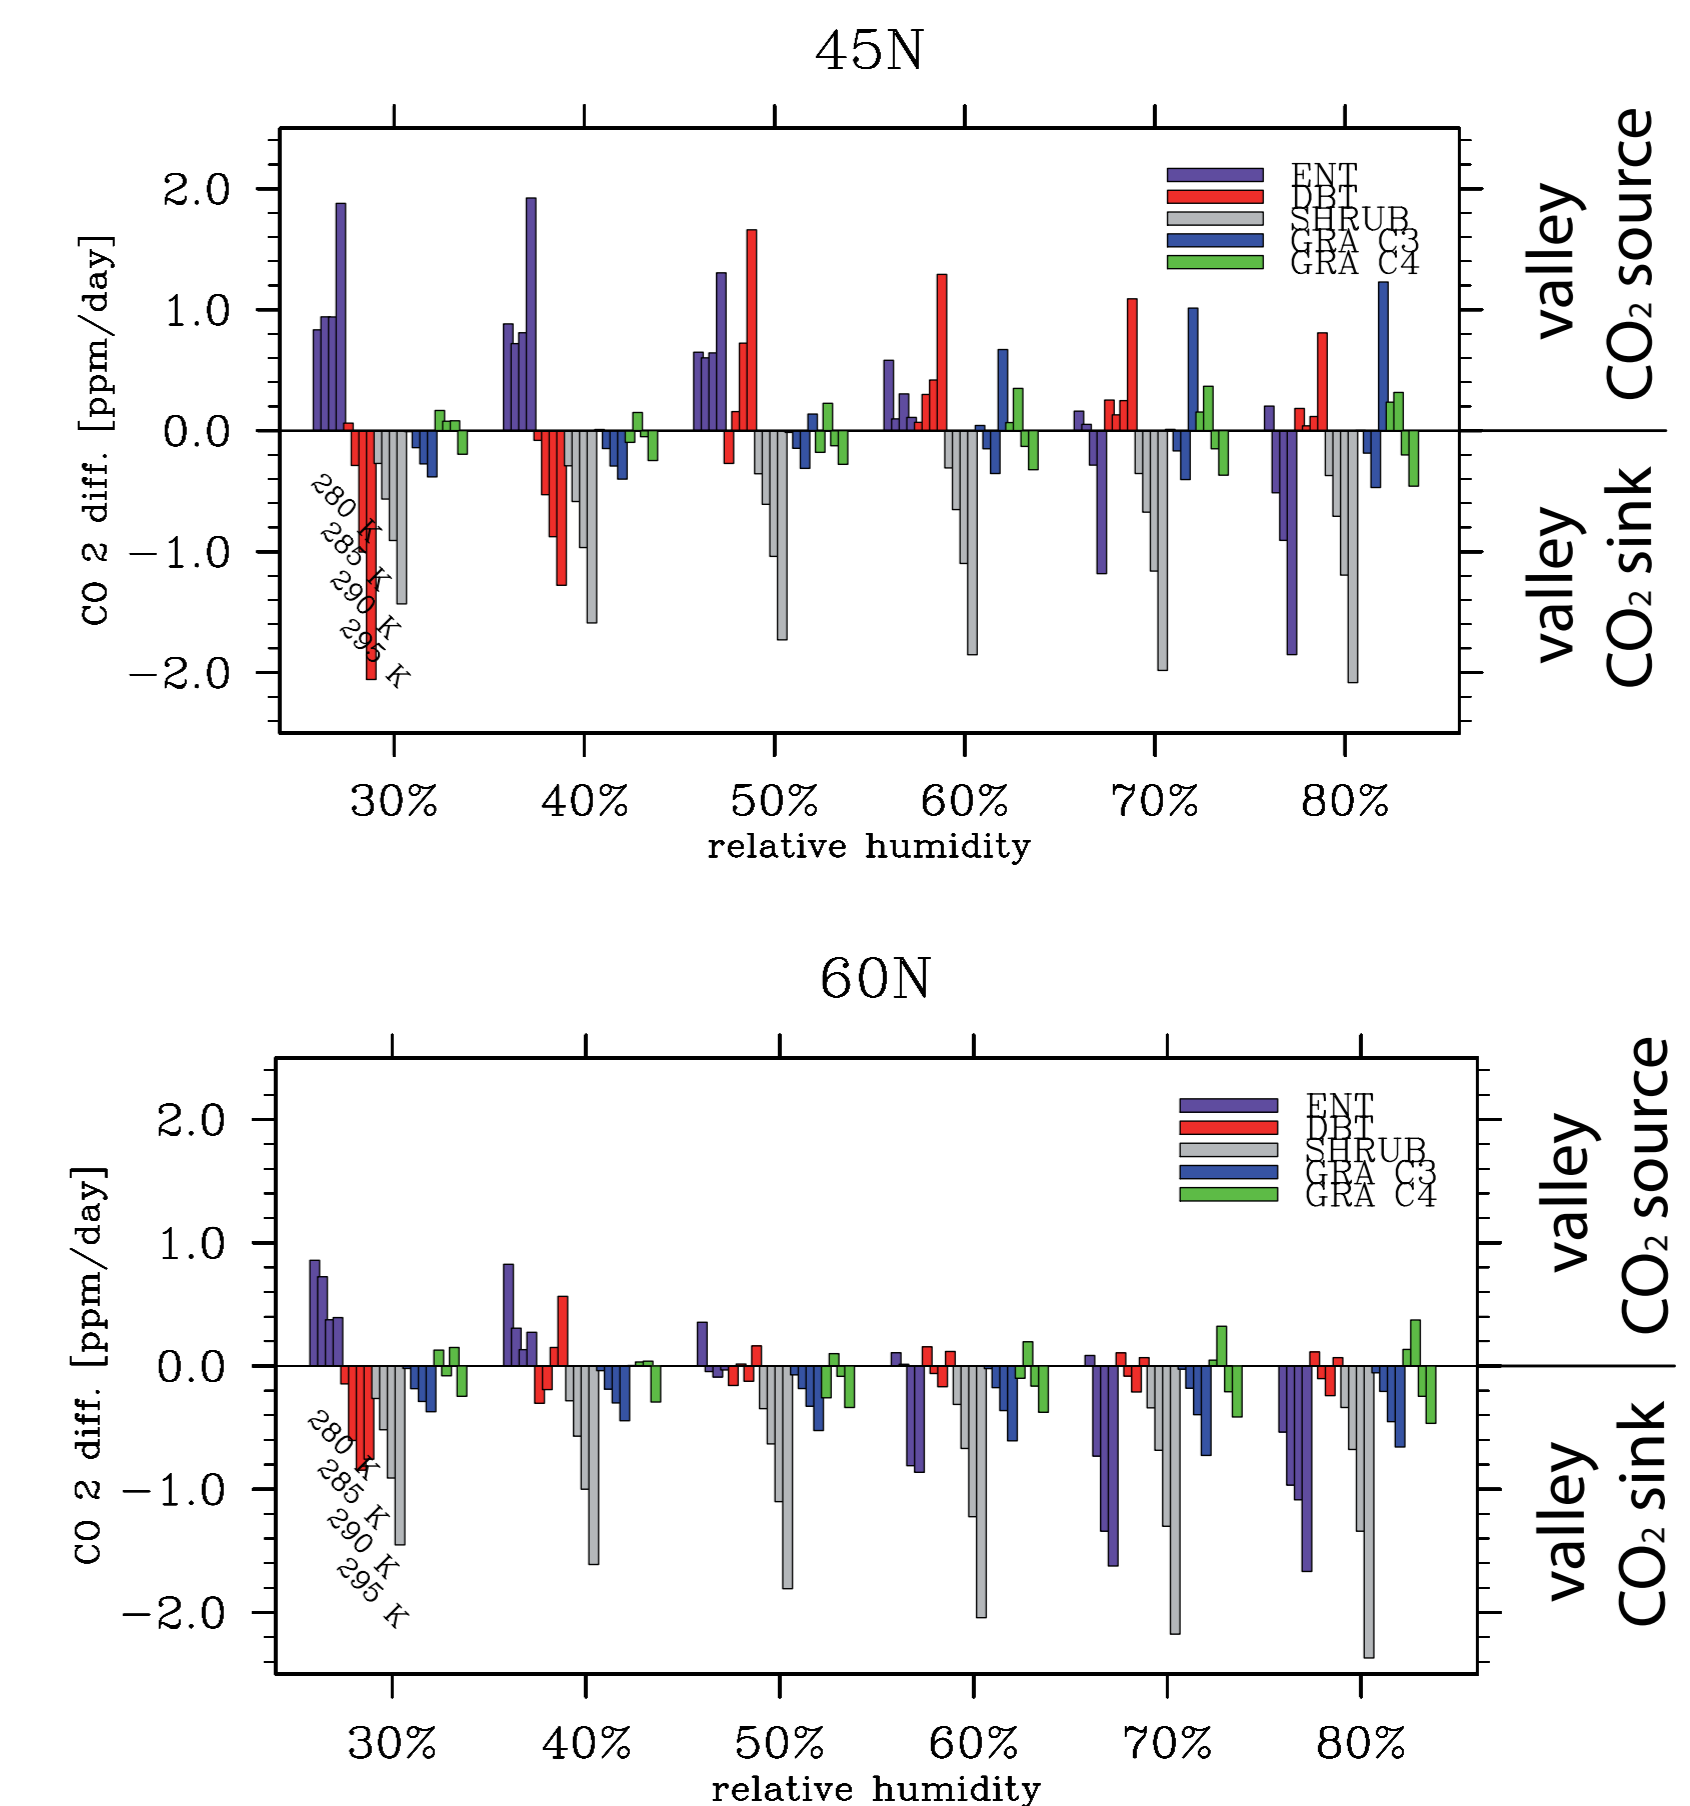 45N
2.0
1.0
0.0
−1.0
−2.0
CO 2 diff. [ppm/day]
ENT
DBT
SHRUB
GRA C3
GRA C4
280 K
285 K
290 K
295 K
30% 40% 50% 60% 70% 80%
relative humidity
valley
CO₂ source
valley
CO₂ sink
60N
2.0
1.0
0.0
−1.0
−2.0
CO 2 diff. [ppm/day]
ENT
DBT
SHRUB
GRA C3
GRA C4
280 K
285 K
290 K
295 K
30% 40% 50% 60% 70% 80%
relative humidity
valley
CO₂ source
valley
CO₂ sink